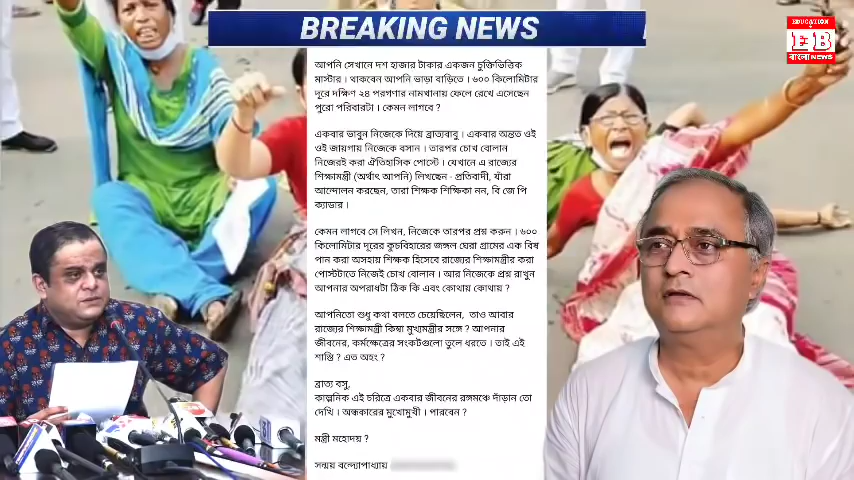 BREAKING NEWS
EDUCATION
EB
বাংলা NEWS
আপনি সেখানে দশ হাজার টাকার একজন চুক্তিভিত্তিক
মাস্টার । থাকবেন আপনি ভাড়া বাড়িতে । ৬০০ কিলোমিটার
দূরে দক্ষিণ ২৪ পরগণার নামখানায় ফেলে রেখে এসেছেন
পুরো পরিবারটা । কেমন লাগবে ?
একবার ভাবুন নিজেকে দিয়ে ব্রাত্যবাবু । একবার অন্তত ওই
ওই জায়গায় নিজেকে বসান । তারপর চোখ বোলান
নিজেরই করা ঐতিহাসিক পোস্টে । যেখানে এ রাজ্যের
শিক্ষামন্ত্রী (অর্থাৎ আপনি) লিখছেন - প্রতিবাদী, যাঁরা
আন্দোলন করছেন, তারা শিক্ষক শিক্ষিকা নন, বি জে পি
ক্যাডার ।
কেমন লাগবে সে লিখন, নিজেকে তারপর প্রশ্ন করুন । ৬০০
কিলোমিটার দূরের কুচবিহারের জঙ্গল ঘেরা গ্রামের এক বিষ
পান করা অসহায় শিক্ষক হিসেবে রাজ্যের শিক্ষামন্ত্রীর করা
পোস্টটাতে নিজেই চোখ বোলান । আর নিজেকে প্রশ্ন রাখুন
আপনার অপরাধটা ঠিক কি এবং কোথায় কোথায় ?
আপনিতো শুধু কথা বলতে চেয়েছিলেন, তাও আবার
রাজ্যের শিক্ষামন্ত্রী কিম্বা মুখ্যমন্ত্রীর সঙ্গে ? আপনার
জীবনের, কর্মক্ষেত্রের সংকটগুলো তুলে ধরতে । তাই এই
শাস্তি ? এত অহং ?
ব্রাত্য বসু,
কাল্পনিক এই চরিত্রে একবার জীবনের রঙ্গমঞ্চে দাঁড়ান তো
দেখি । অন্ধকারের মুখোমুখী । পারবেন ?
মন্ত্রী মহোদয় ?
সন্ময় বন্দ্যোপাধ্যায়